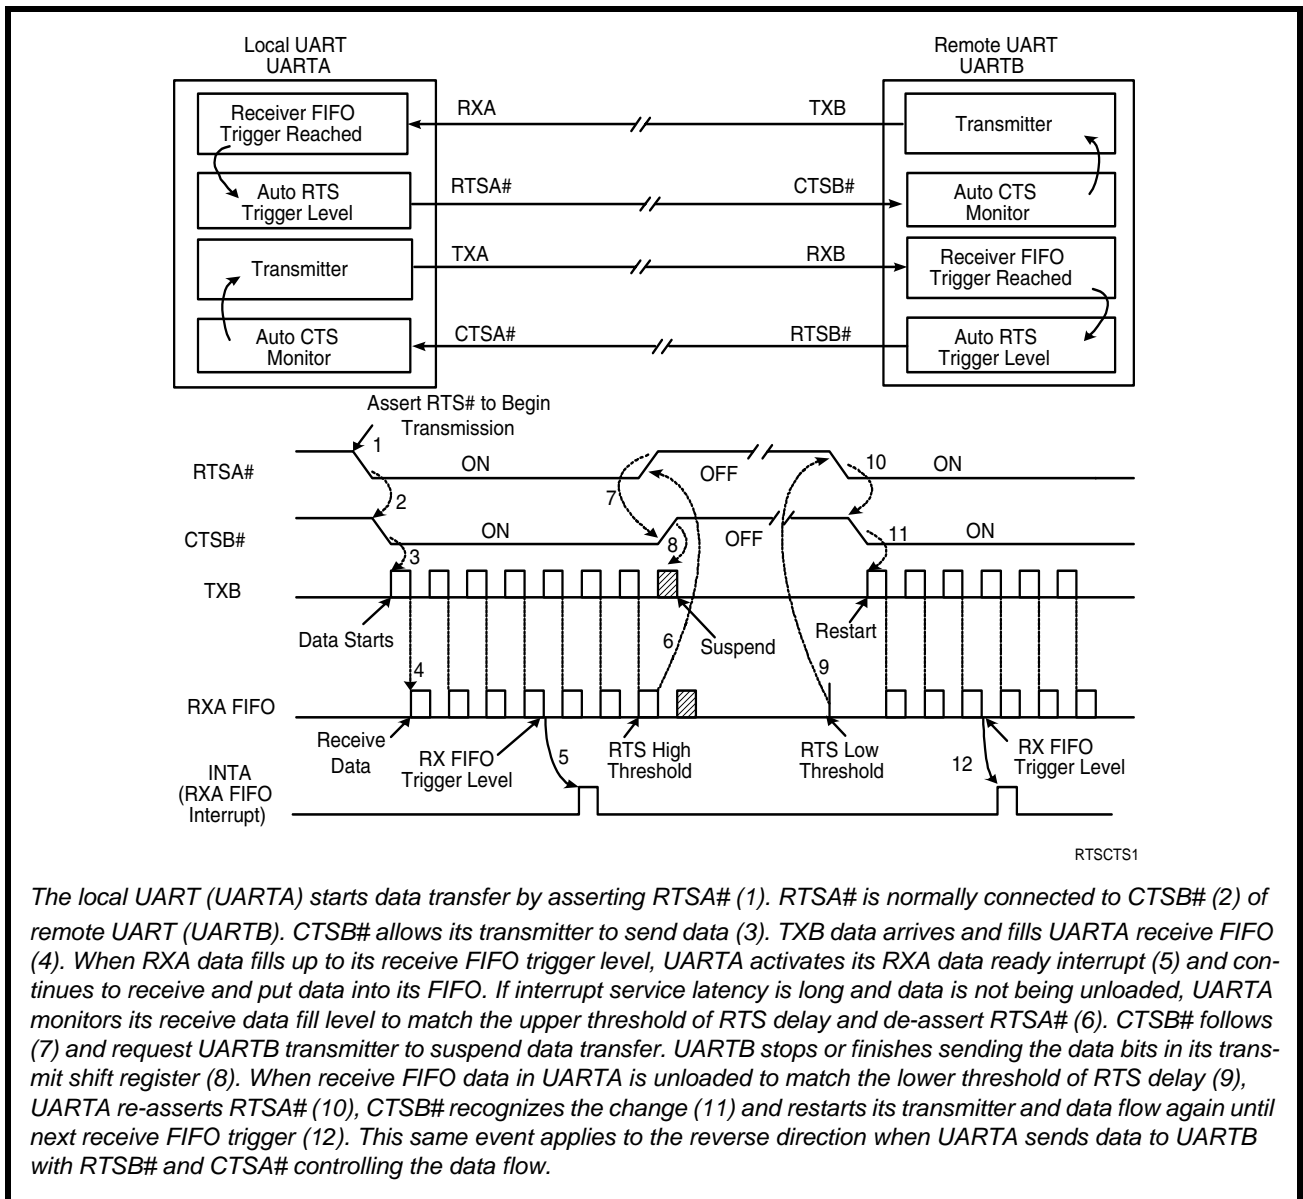 Local UART
UARTA
Remote UART
UARTB
Receiver FIFO
Trigger Reached
RXA
TXB
Transmitter
Auto RTS
Trigger Level
RTSA#
CTSB#
Auto CTS
Monitor
Transmitter
TXA
RXB
Receiver FIFO
Trigger Reached
Auto CTS
Monitor
CTSA#
RTSB#
Auto RTS
Trigger Level
Assert RTS# to Begin
Transmission
1
RTSA#
ON
OFF
10
ON
2
7
CTSB#
ON
8
OFF
11
ON
3
TXB
Data Starts
6
Suspend
Restart
4
9
RXA FIFO
Receive
Data
RX FIFO
Trigger Level
5
RTS High
Threshold
RTS Low
Threshold
12
RX FIFO
Trigger Level
INTA
(RXA FIFO
Interrupt)
RTSCTS1
The local UART (UARTA) starts data transfer by asserting RTSA# (1). RTSA# is normally connected to CTSB# (2) of
remote UART (UARTB). CTSB# allows its transmitter to send data (3). TXB data arrives and fills UARTA receive FIFO
(4). When RXA data fills up to its receive FIFO trigger level, UARTA activates its RXA data ready interrupt (5) and con-
tinues to receive and put data into its FIFO. If interrupt service latency is long and data is not being unloaded, UARTA
monitors its receive data fill level to match the upper threshold of RTS delay and de-assert RTSA# (6). CTSB# follows
(7) and request UARTB transmitter to suspend data transfer. UARTB stops or finishes sending the data bits in its trans-
mit shift register (8). When receive FIFO data in UARTA is unloaded to match the lower threshold of RTS delay (9),
UARTA re-asserts RTSA# (10), CTSB# recognizes the change (11) and restarts its transmitter and data flow again until
next receive FIFO trigger (12). This same event applies to the reverse direction when UARTA sends data to UARTB
with RTSB# and CTSA# controlling the data flow.